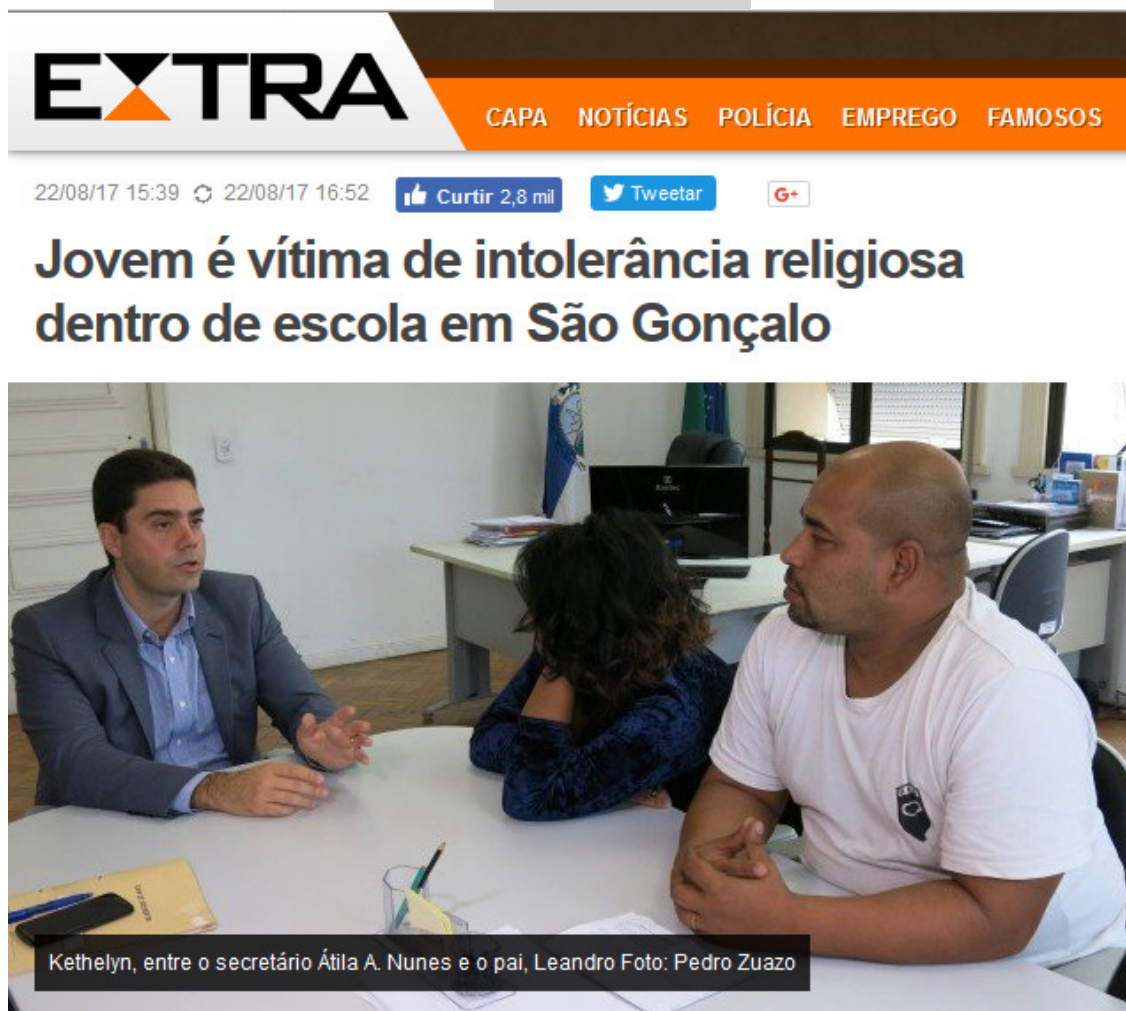 EXTRA
CAPA NOTÍCIAS POLÍCIA EMPREGO FAMOSOS
22/08/17 15:39 22/08/17 16:52 Curtir 2,8 mil Tweetar G+
Jovem é vítima de intolerância religiosa
dentro de escola em São Gonçalo
Kethelyn, entre o secretário Átila A. Nunes e o pai, Leandro Foto: Pedro Zuazo